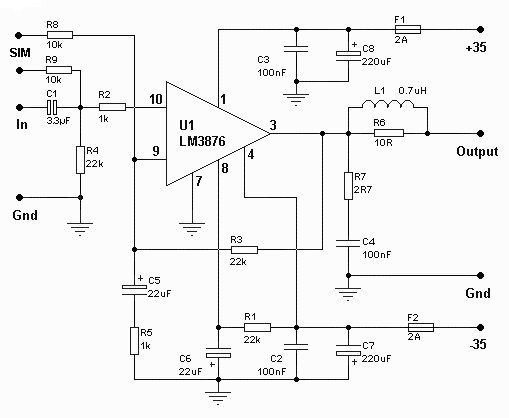 R8
10k
SIM
R9
10k
C1
3.3µF
In
R2
1k
R4
22k
Gnd
10
9
U1
LM3876
1
3
4
7
8
C3
100nF
C8
220uF
F1
2A
+35
L1 0.7uH
R6
10R
Output
R7
2R7
C4
100nF
Gnd
R3
22k
C5
22uF
R5
1k
R1
22k
C6
22uF
C2
100nF
C7
220uF
F2
2A
-35